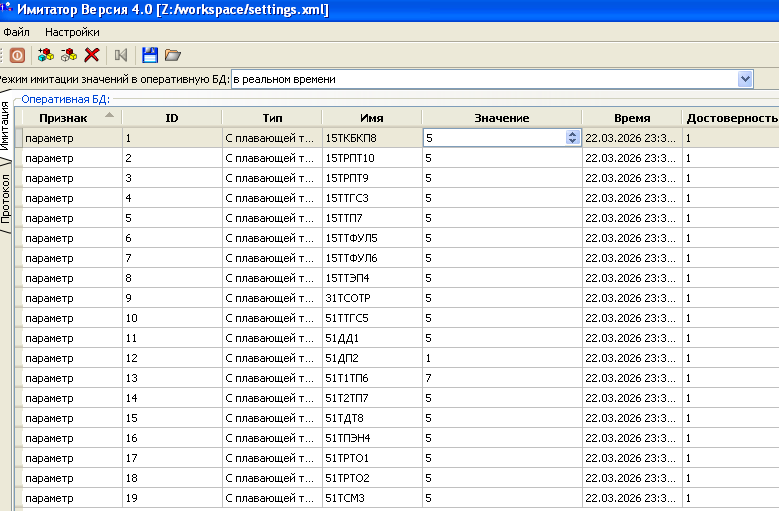 Имитатор Версия 4.0 [Z:/workspace/settings.xml]
Файл Настройки
Режим имитации значений в оперативную БД: в реальном времени
Имитация
Протокол
Оперативная БД:
Признак ID Тип Имя Значение Время Достоверность
параметр 1 С плавающей т... 15ТКБКП8 5 22.03.2026 23:3... 1
параметр 2 С плавающей т... 15ТРПТ10 5 22.03.2026 23:3... 1
параметр 3 С плавающей т... 15ТРПТ9 5 22.03.2026 23:3... 1
параметр 4 С плавающей т... 15ТТГС3 5 22.03.2026 23:3... 1
параметр 5 С плавающей т... 15ТТП7 5 22.03.2026 23:3... 1
параметр 6 С плавающей т... 15ТТФУЛ5 5 22.03.2026 23:3... 1
параметр 7 С плавающей т... 15ТТФУЛ6 5 22.03.2026 23:3... 1
параметр 8 С плавающей т... 15ТТЭП4 5 22.03.2026 23:3... 1
параметр 9 С плавающей т... 31ТСОТР 5 22.03.2026 23:3... 1
параметр 10 С плавающей т... 51ТТГС5 5 22.03.2026 23:3... 1
параметр 11 С плавающей т... 51ДД1 5 22.03.2026 23:3... 1
параметр 12 С плавающей т... 51ДП2 1 22.03.2026 23:3... 1
параметр 13 С плавающей т... 51Т1ТП6 7 22.03.2026 23:3... 1
параметр 14 С плавающей т... 51Т2ТП7 5 22.03.2026 23:3... 1
параметр 15 С плавающей т... 51ТДТ8 5 22.03.2026 23:3... 1
параметр 16 С плавающей т... 51ТПЭН4 5 22.03.2026 23:3... 1
параметр 17 С плавающей т... 51ТРТО1 5 22.03.2026 23:3... 1
параметр 18 С плавающей т... 51ТРТО2 5 22.03.2026 23:3... 1
параметр 19 С плавающей т... 51ТСМ3 5 22.03.2026 23:3... 1